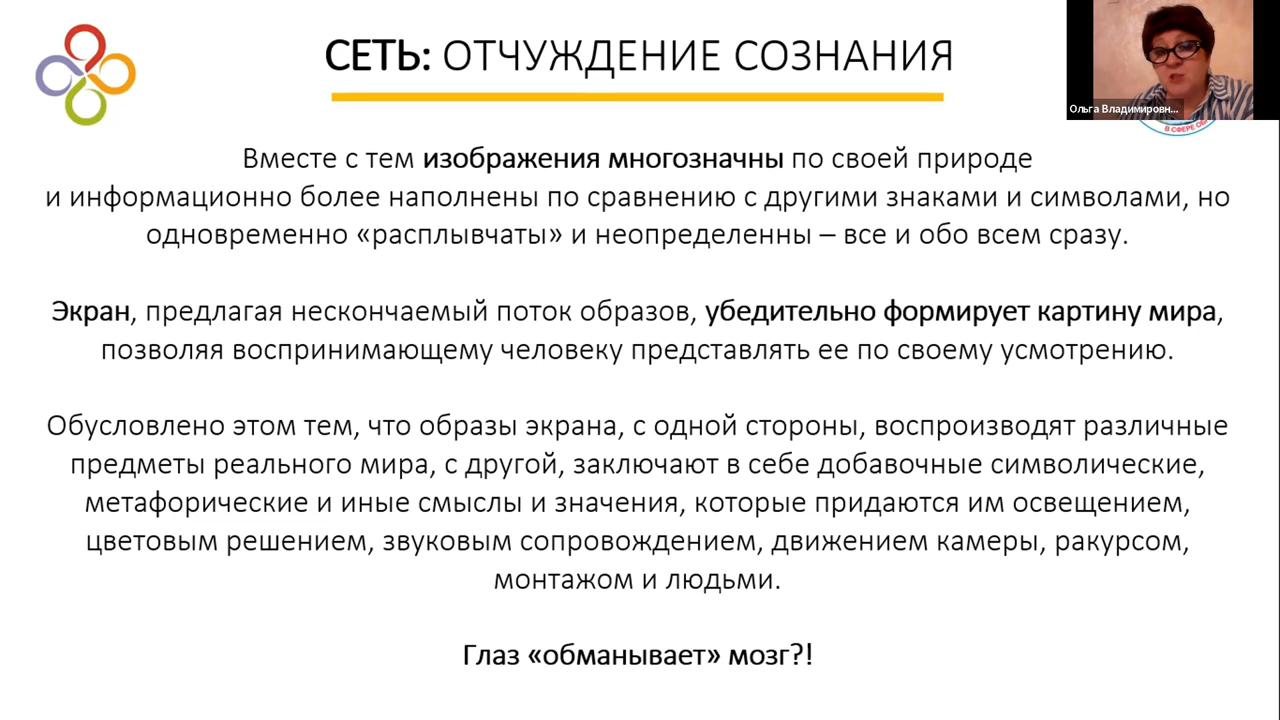 СЕТЬ: ОТЧУЖДЕНИЕ СОЗНАНИЯ
Ольга Владимировн...
В СФЕРЕ ОБ
Вместе с тем изображения многозначны по своей природе
и информационно более наполнены по сравнению с другими знаками и символами, но
одновременно «расплывчаты» и неопределенны – все и обо всем сразу.
Экран, предлагая нескончаемый поток образов, убедительно формирует картину мира,
позволяя воспринимающему человеку представлять ее по своему усмотрению.
Обусловлено этом тем, что образы экрана, с одной стороны, воспроизводят различные
предметы реального мира, с другой, заключают в себе добавочные символические,
метафорические и иные смыслы и значения, которые придаются им освещением,
цветовым решением, звуковым сопровождением, движением камеры, ракурсом,
монтажом и людьми.
Глаз «обманывает» мозг?!